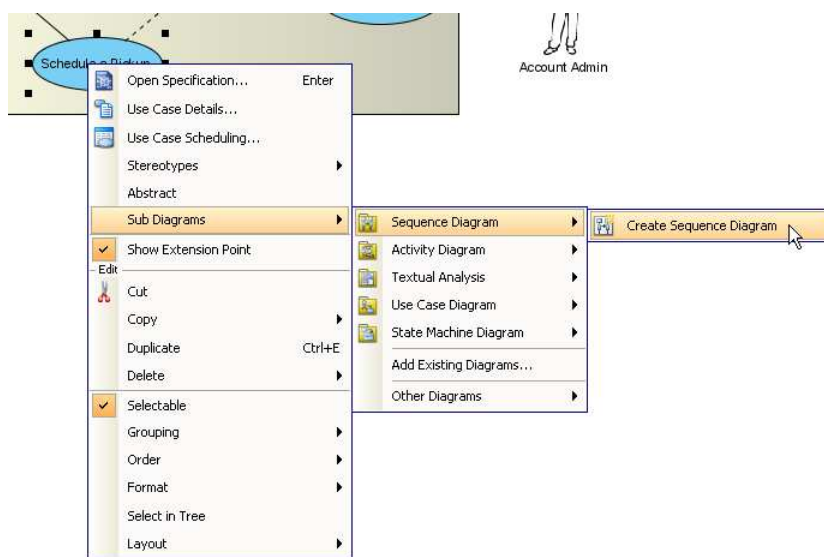 Schedule a Pickup
Account Admin
Open Specification... Enter
Use Case Details...
Use Case Scheduling...
Stereotypes
Abstract
Sub Diagrams
Show Extension Point
Edit
Cut
Copy
Duplicate Ctrl+E
Delete
Selectable
Grouping
Order
Format
Select in Tree
Layout
Sequence Diagram
Activity Diagram
Textual Analysis
Use Case Diagram
State Machine Diagram
Add Existing Diagrams...
Other Diagrams
Create Sequence Diagram